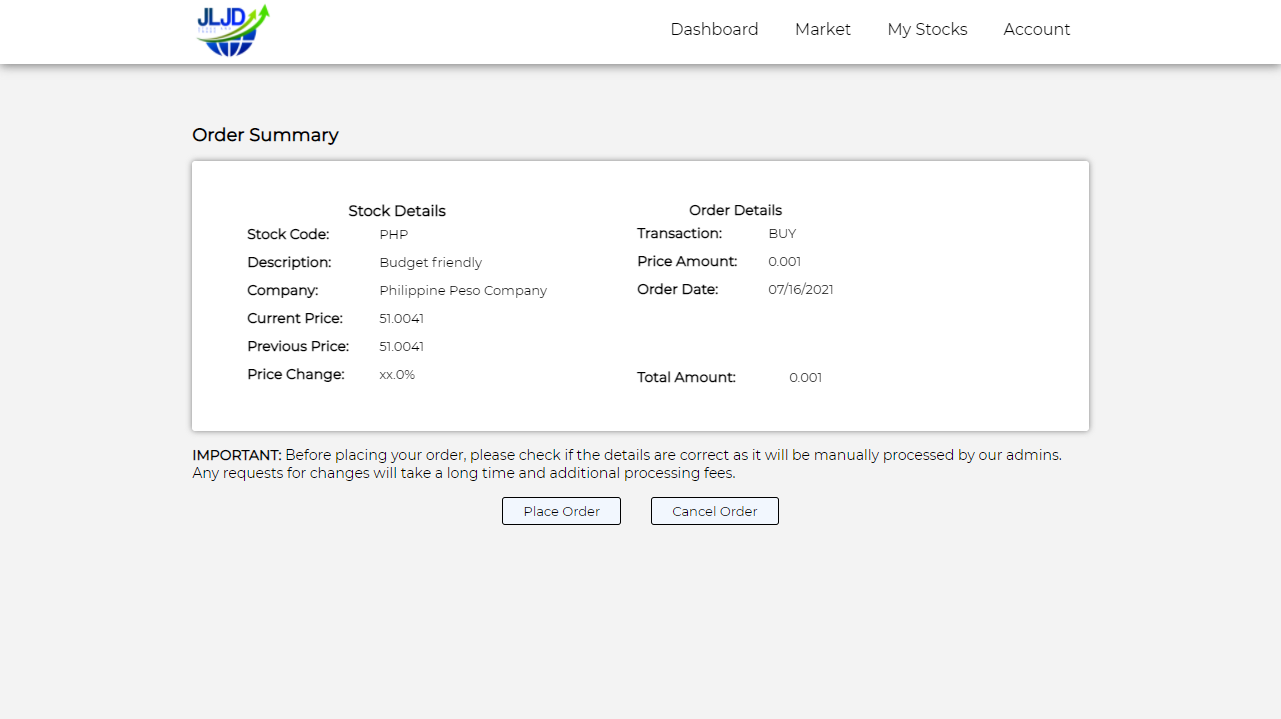 JLJD
Dashboard
Market
My Stocks
Account
Order Summary
Stock Details
Stock Code: PHP
Description: Budget friendly
Company: Philippine Peso Company
Current Price: 51.0041
Previous Price: 51.0041
Price Change: xx.0%
Order Details
Transaction: BUY
Price Amount: 0.001
Order Date: 07/16/2021
Total Amount: 0.001
IMPORTANT: Before placing your order, please check if the details are correct as it will be manually processed by our admins.
Any requests for changes will take a long time and additional processing fees.
Place Order
Cancel Order